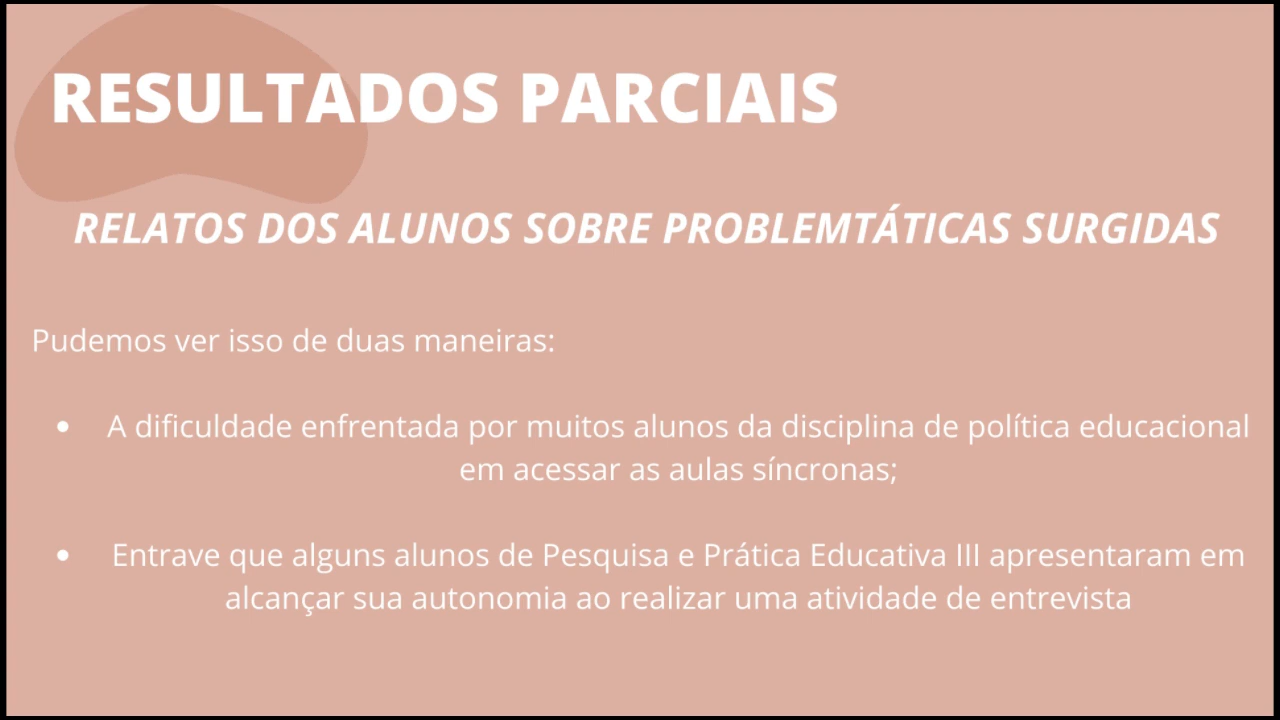 RESULTADOS PARCIAIS
RELATOS DOS ALUNOS SOBRE PROBLEMTÁTICAS SURGIDAS
Pudemos ver isso de duas maneiras:
• A dificuldade enfrentada por muitos alunos da disciplina de política educacional
em acessar as aulas síncronas;
• Entrave que alguns alunos de Pesquisa e Prática Educativa III apresentaram em
alcançar sua autonomia ao realizar uma atividade de entrevista